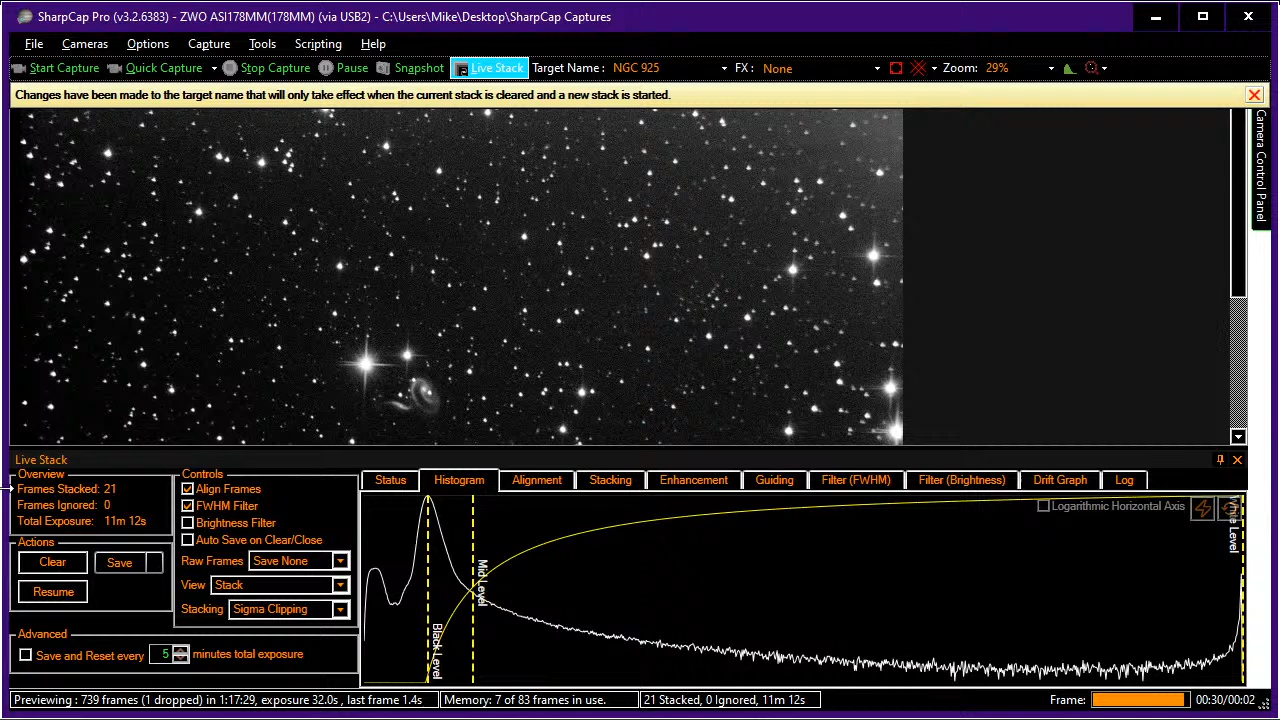 SharpCap Pro (v3.2.6383) - ZWO ASI178MM(178MM) (via USB2) - C:\Users\Mike\Desktop\SharpCap Captures
File Cameras Options Capture Tools Scripting Help
Start Capture Quick Capture Stop Capture Pause Snapshot Live Stack Target Name : NGC 925 FX : None Zoom: 29%
Changes have been made to the target name that will only take effect when the current stack is cleared and a new stack is started.
Camera Control Panel
Live Stack
Overview
Frames Stacked: 21
Frames Ignored: 0
Total Exposure: 11m 12s
Actions
Clear Save
Resume
Controls
Align Frames
FWHM Filter
Brightness Filter
Auto Save on Clear/Close
Raw Frames Save None
View Stack
Stacking Sigma Clipping
Advanced
Save and Reset every 5 minutes total exposure
Status Histogram Alignment Stacking Enhancement Guiding Filter (FWHM) Filter (Brightness) Drift Graph Log
Logarithmic Horizontal Axis
Black Level
Mid Level
White Level
Previewing : 739 frames (1 dropped) in 1:17:29, exposure 32.0s , last frame 1.4s Memory: 7 of 83 frames in use. 21 Stacked, 0 Ignored, 11m 12s Frame: 00:30/00:02